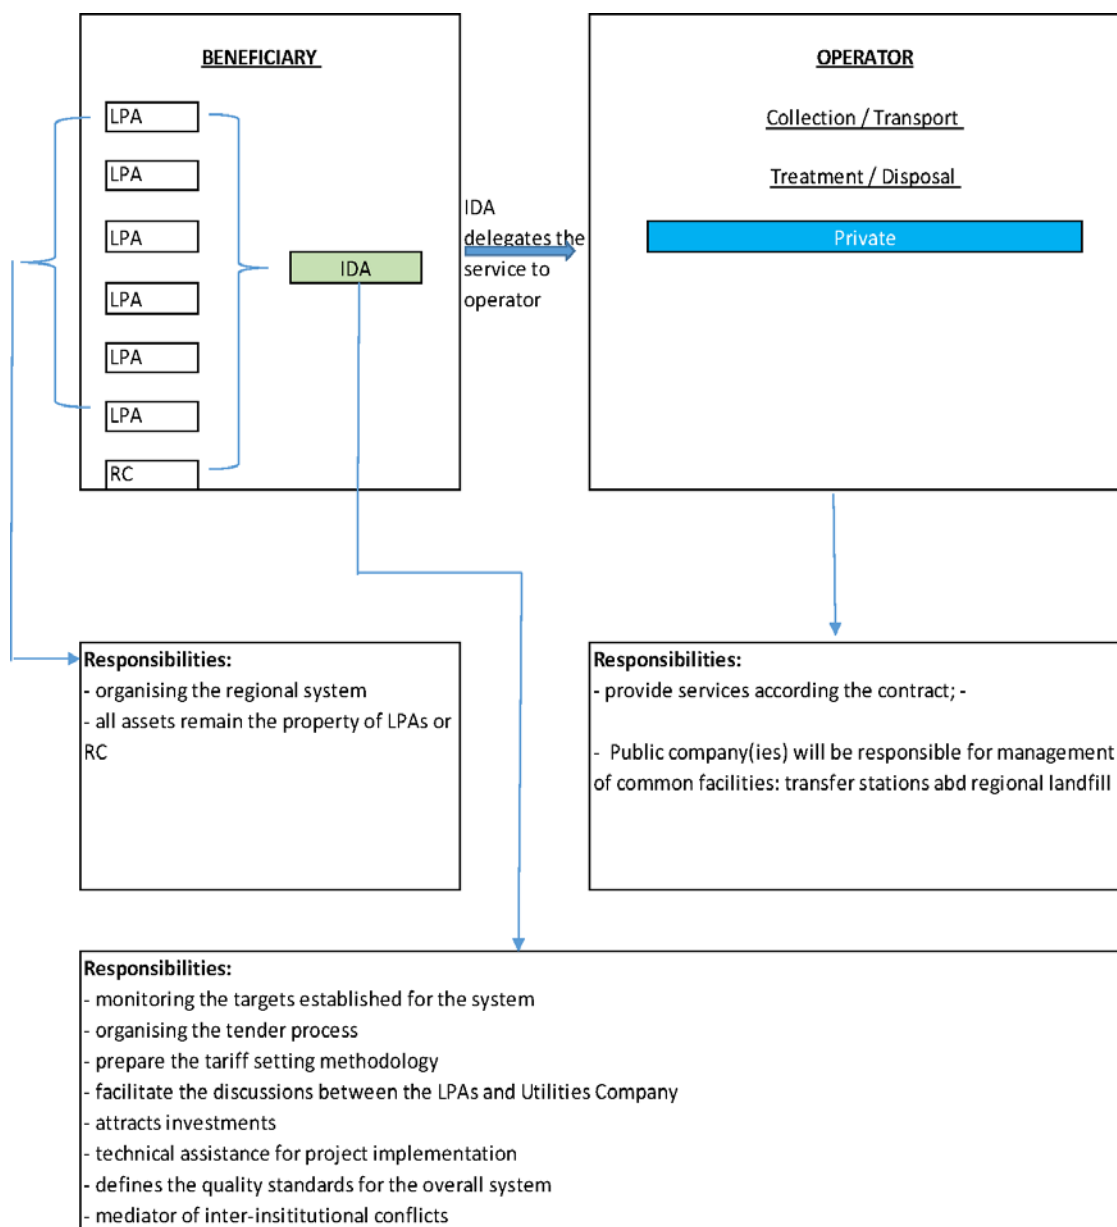 BENEFICIARY
LPA
LPA
LPA
LPA
LPA
LPA
RC
IDA
IDA
delegates the
service to
operator
OPERATOR
Collection / Transport
Treatment / Disposal
Private
Responsibilities:
- organising the regional system
- all assets remain the property of LPAs or
RC
Responsibilities:
- provide services according the contract; -
- Public company(ies) will be responsible for management
of common facilities: transfer stations abd regional landfill
Responsibilities:
- monitoring the targets established for the system
- organising the tender process
- prepare the tariff setting methodology
- facilitate the discussions between the LPAs and Utilities Company
- attracts investments
- technical assistance for project implementation
- defines the quality standards for the overall system
- mediator of inter-insititutional conflicts